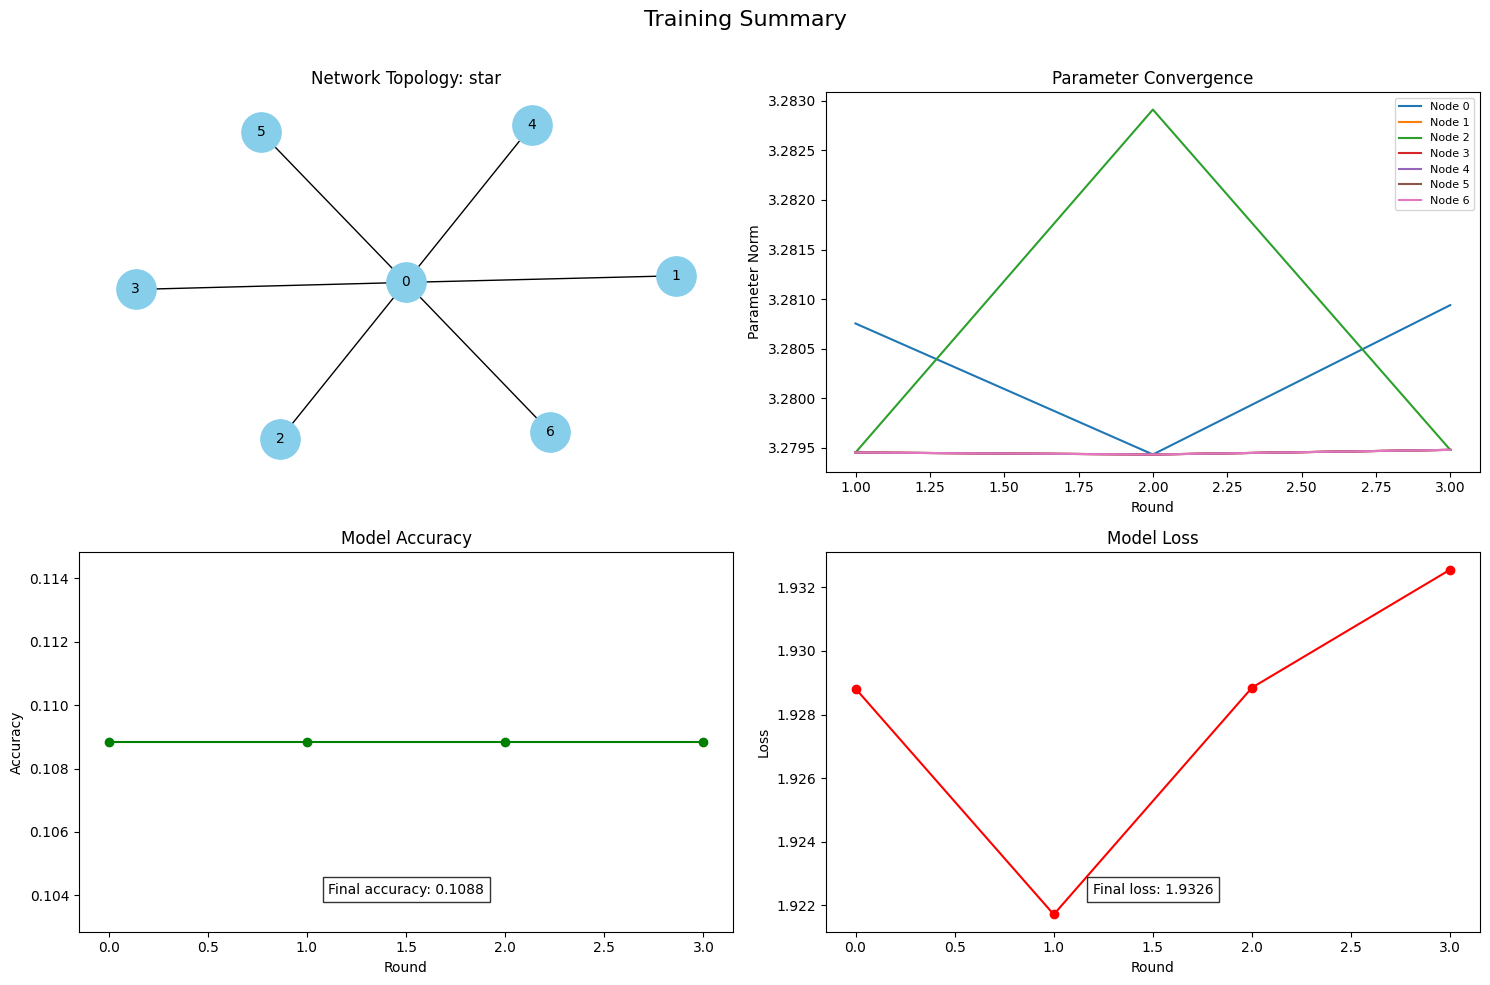 Training Summary
Network Topology: star
5
4
3
0
1
2
6
Parameter Convergence
3.2830
3.2825
3.2820
3.2815
3.2810
3.2805
3.2800
3.2795
Parameter Norm
Node 0
Node 1
Node 2
Node 3
Node 4
Node 5
Node 6
1.00 1.25 1.50 1.75 2.00 2.25 2.50 2.75 3.00
Round
Model Accuracy
0.114
0.112
0.110
0.108
0.106
0.104
Accuracy
Final accuracy: 0.1088
0.0 0.5 1.0 1.5 2.0 2.5 3.0
Round
Model Loss
1.932
1.930
1.928
1.926
1.924
1.922
Loss
Final loss: 1.9326
0.0 0.5 1.0 1.5 2.0 2.5 3.0
Round